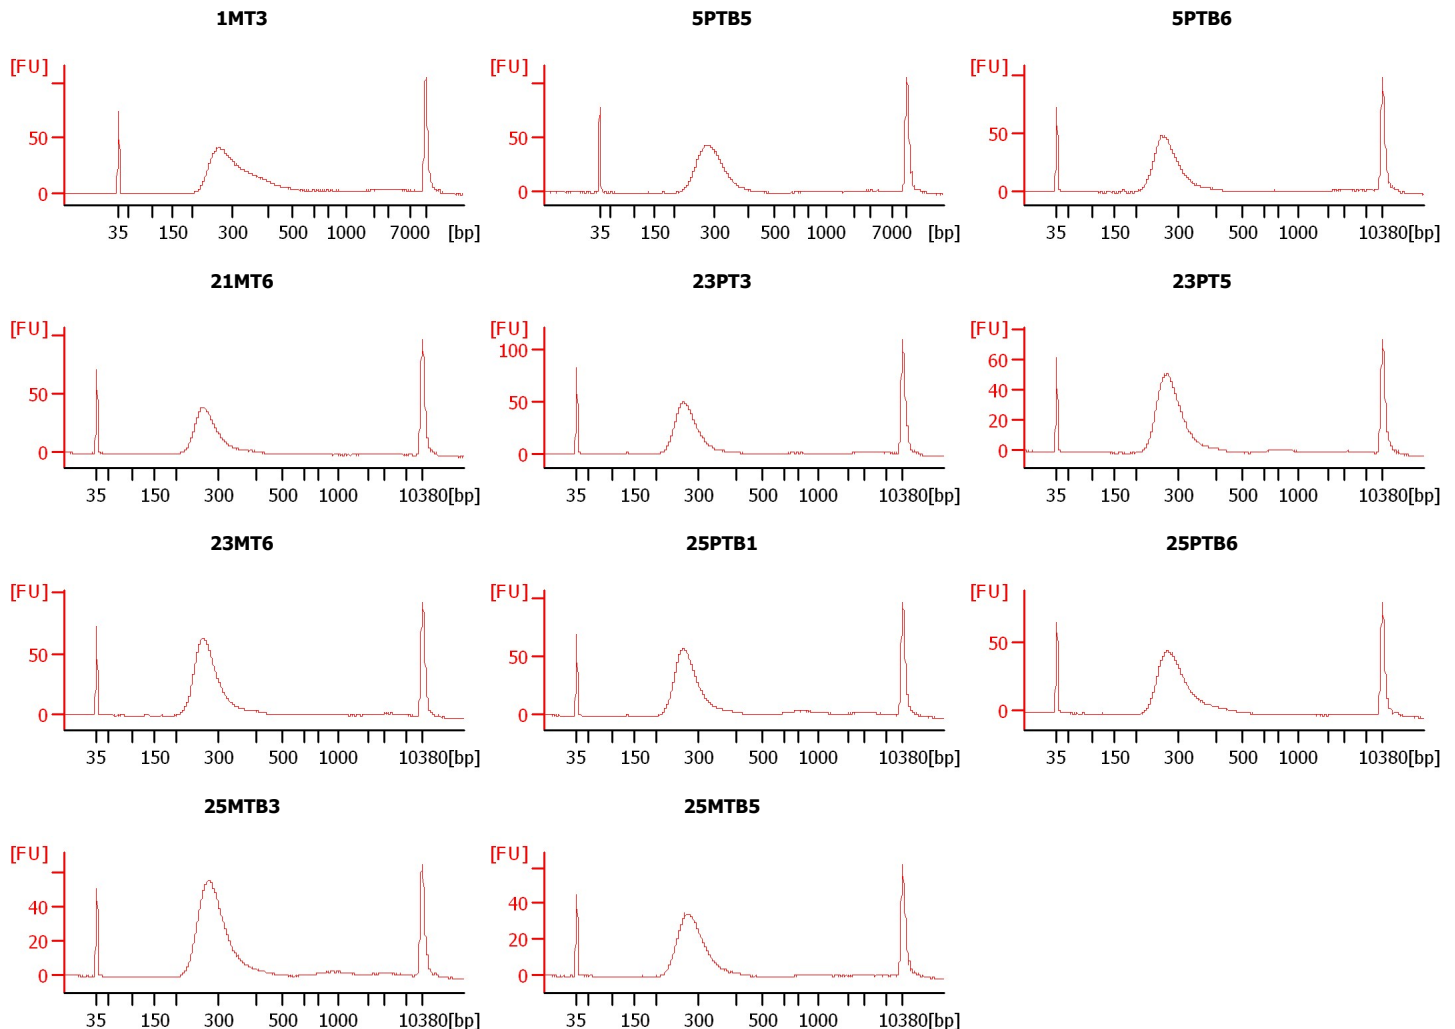 1MT3 5PTB5 5PTB6
[FU] [FU] [FU]
50 50 50
0 0 0
35 150 300 500 1000 7000 [bp] 35 150 300 500 1000 7000 [bp] 35 150 300 500 1000 10380[bp]
21MT6 23PT3 23PT5
[FU] [FU] [FU]
100
60
50 50 40
20
0 0 0
35 150 300 500 1000 10380[bp] 35 150 300 500 1000 10380[bp] 35 150 300 500 1000 10380[bp]
23MT6 25PTB1 25PTB6
[FU] [FU] [FU]
50 50 50
0 0 0
35 150 300 500 1000 10380[bp] 35 150 300 500 1000 10380[bp] 35 150 300 500 1000 10380[bp]
25MTB3 25MTB5
[FU] [FU]
40 40
20 20
0 0
35 150 300 500 1000 10380[bp] 35 150 300 500 1000 10380[bp]